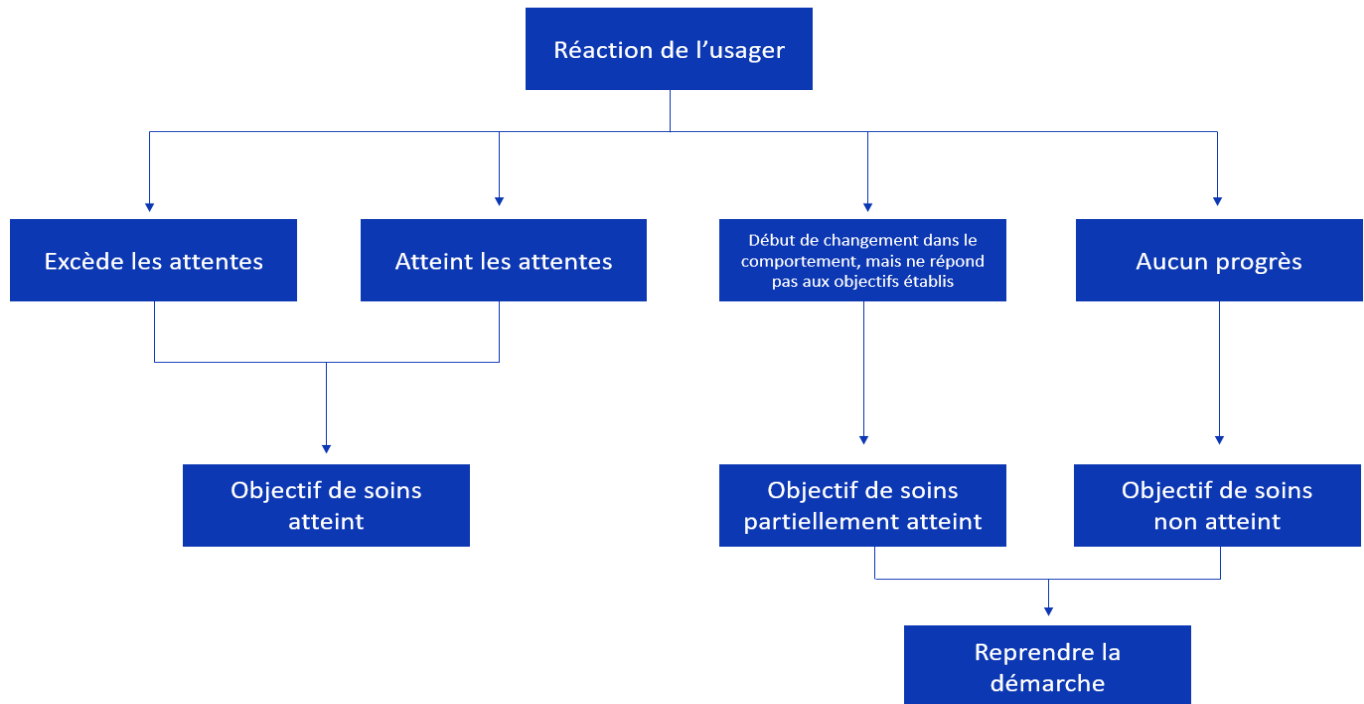 Réaction de l’usager
Excède les attentes
Atteint les attentes
Début de changement dans le
comportement, mais ne répond
pas aux objectifs établis
Aucun progrès
Objectif de soins
atteint
Objectif de soins
partiellement atteint
Objectif de soins
non atteint
Reprendre la
démarche